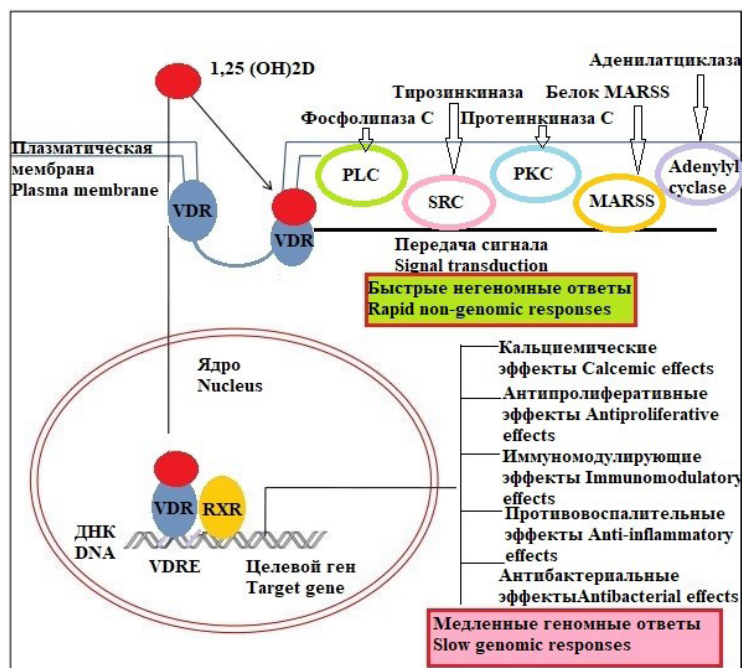 1,25 (OH)2D
Аденилатциклаза
Тирозинкиназа
Белок MARSS
Фосфолипаза С
Протеинкиназа С
Плазматическая
мембрана
Plasma membrane
PLC
SRC
PKC
MARSS
Adenylyl
cyclase
VDR
VDR
Передача сигнала
Signal transduction
Быстрые негеномные ответы
Rapid non-genomic responses
Ядро
Nucleus
Кальциемические
эффекты Calcemic effects
Антипролиферативные
эффекты Antiproliferative
effects
Иммуномодулирующие
эффекты Immunomodulatory
effects
Противовоспалительные
эффекты Anti-inflammatory
effects
Антибактериальные
эффектыAntibacterial effects
VDR
RXR
ДНК
DNA
VDRE
Целевой ген
Target gene
Медленные геномные ответы
Slow genomic responses